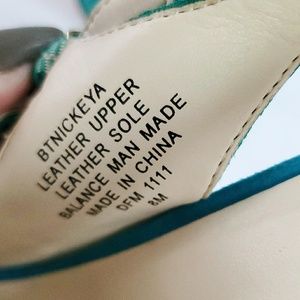 BTNICKEYA
LEATHER UPPER
LEATHER SOLE
BALANCE MAN MADE
MADE IN CHINA
DFM 1111
8M